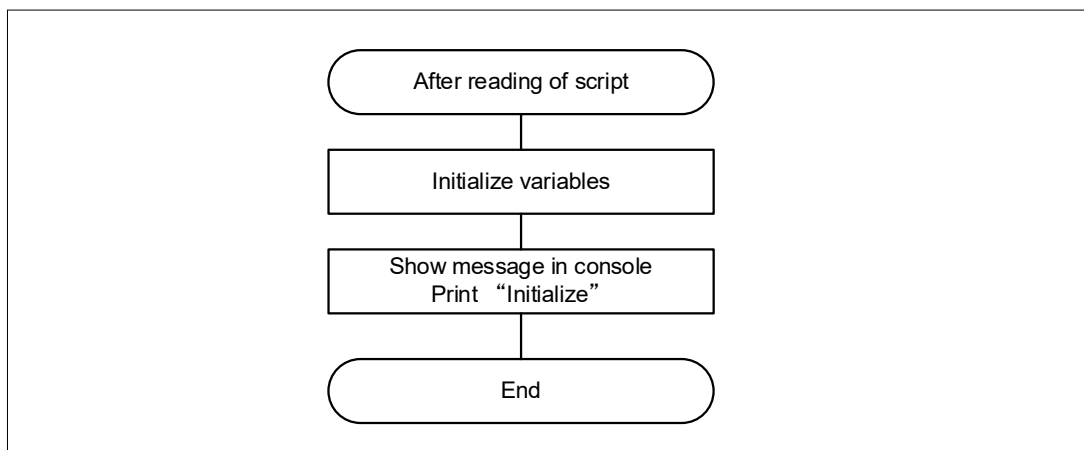 After reading of script
Initialize variables
Show message in console
Print “Initialize”
End